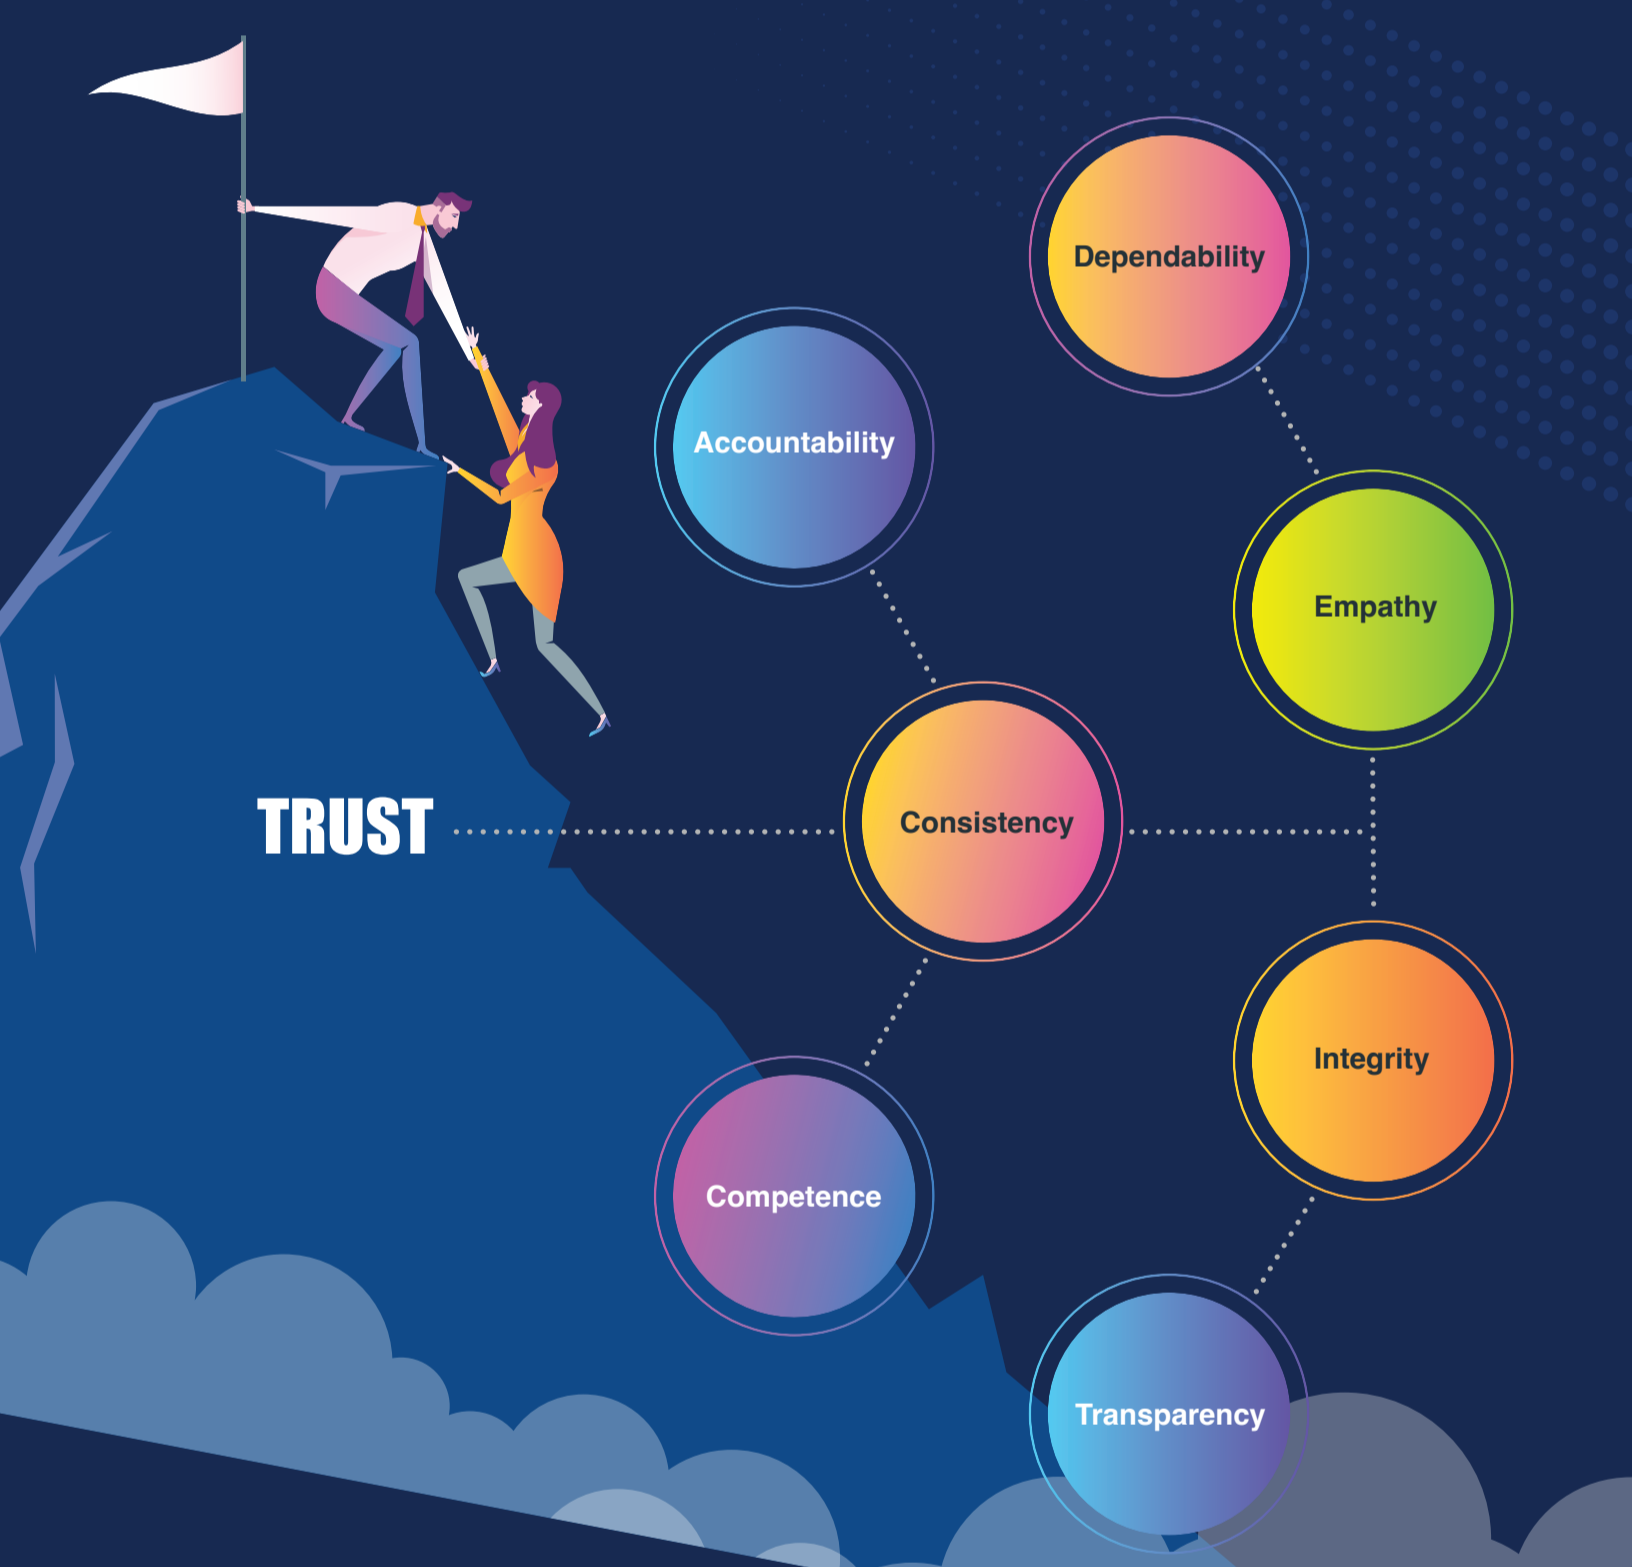 Dependability
Accountability
Empathy
TRUST
Consistency
Integrity
Competence
Transparency